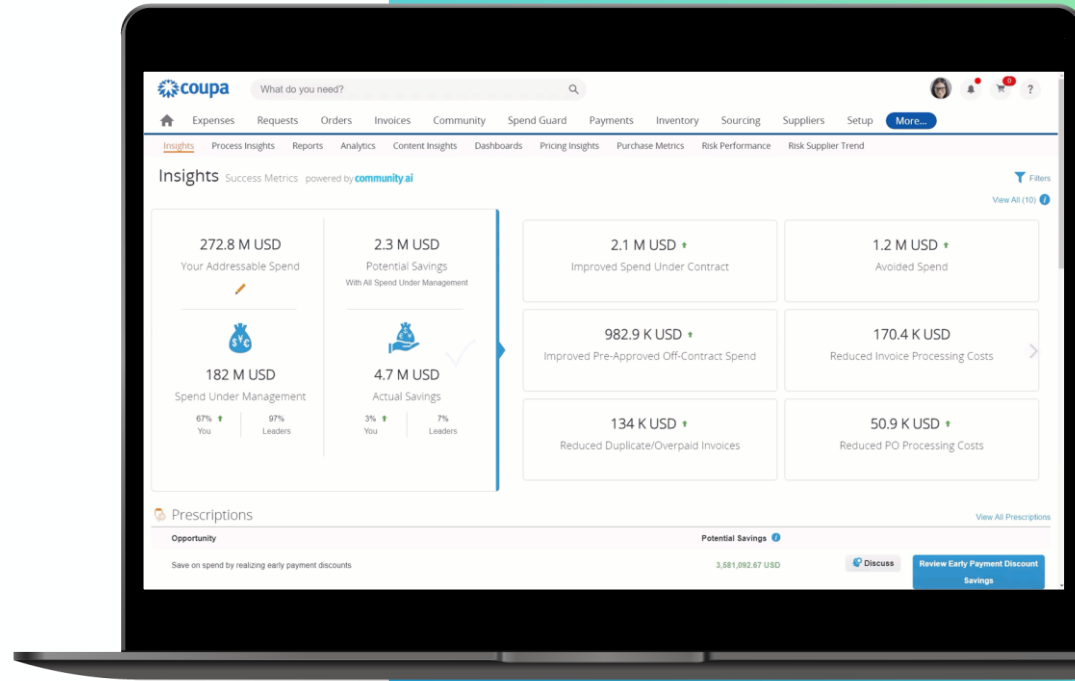 coupa
What do you need?
0
?
Expenses Requests Orders Invoices Community Spend Guard Payments Inventory Sourcing Suppliers Setup More...
Insights Process Insights Reports Analytics Content Insights Dashboards Pricing Insights Purchase Metrics Risk Performance Risk Supplier Trend
Insights Success Metrics powered by community.ai
Filters
View All (10) i
272.8 M USD
Your Addressable Spend
2.3 M USD
Potential Savings
With All Spend Under Management
$ ¥ €
182 M USD
Spend Under Management
67% 97%
You Leaders
4.7 M USD
Actual Savings
3% 7%
You Leaders
2.1 M USD
Improved Spend Under Contract
1.2 M USD
Avoided Spend
982.9 K USD
Improved Pre-Approved Off-Contract Spend
170.4 K USD
Reduced Invoice Processing Costs
134 K USD
Reduced Duplicate/Overpaid Invoices
50.9 K USD
Reduced PO Processing Costs
Prescriptions
View All Prescriptions
Opportunity Potential Savings i
Save on spend by realizing early payment discounts 3,581,092.67 USD Discuss
Review Early Payment Discount
Savings